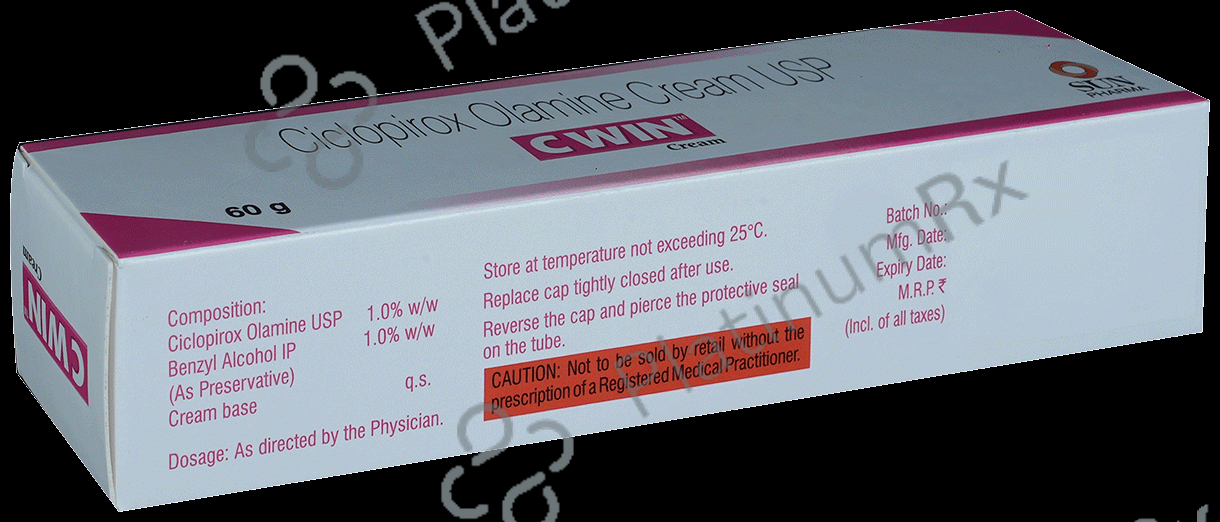 Ciclopirox Olamine Cream USP
CWIN™
Cream
60 g
SUN
PHARMA
Cream
CWIN™
Composition:
Ciclopirox Olamine USP 1.0% w/w
Benzyl Alcohol IP 1.0% w/w
(As Preservative)
Cream base q.s.
Dosage: As directed by the Physician.
Store at temperature not exceeding 25°C.
Replace cap tightly closed after use.
Reverse the cap and pierce the protective seal
on the tube.
CAUTION: Not to be sold by retail without the
prescription of a Registered Medical Practitioner.
Batch No.:
Mfg. Date:
Expiry Date:
M.R.P. ₹
(Incl. of all taxes)
PlatinumRx